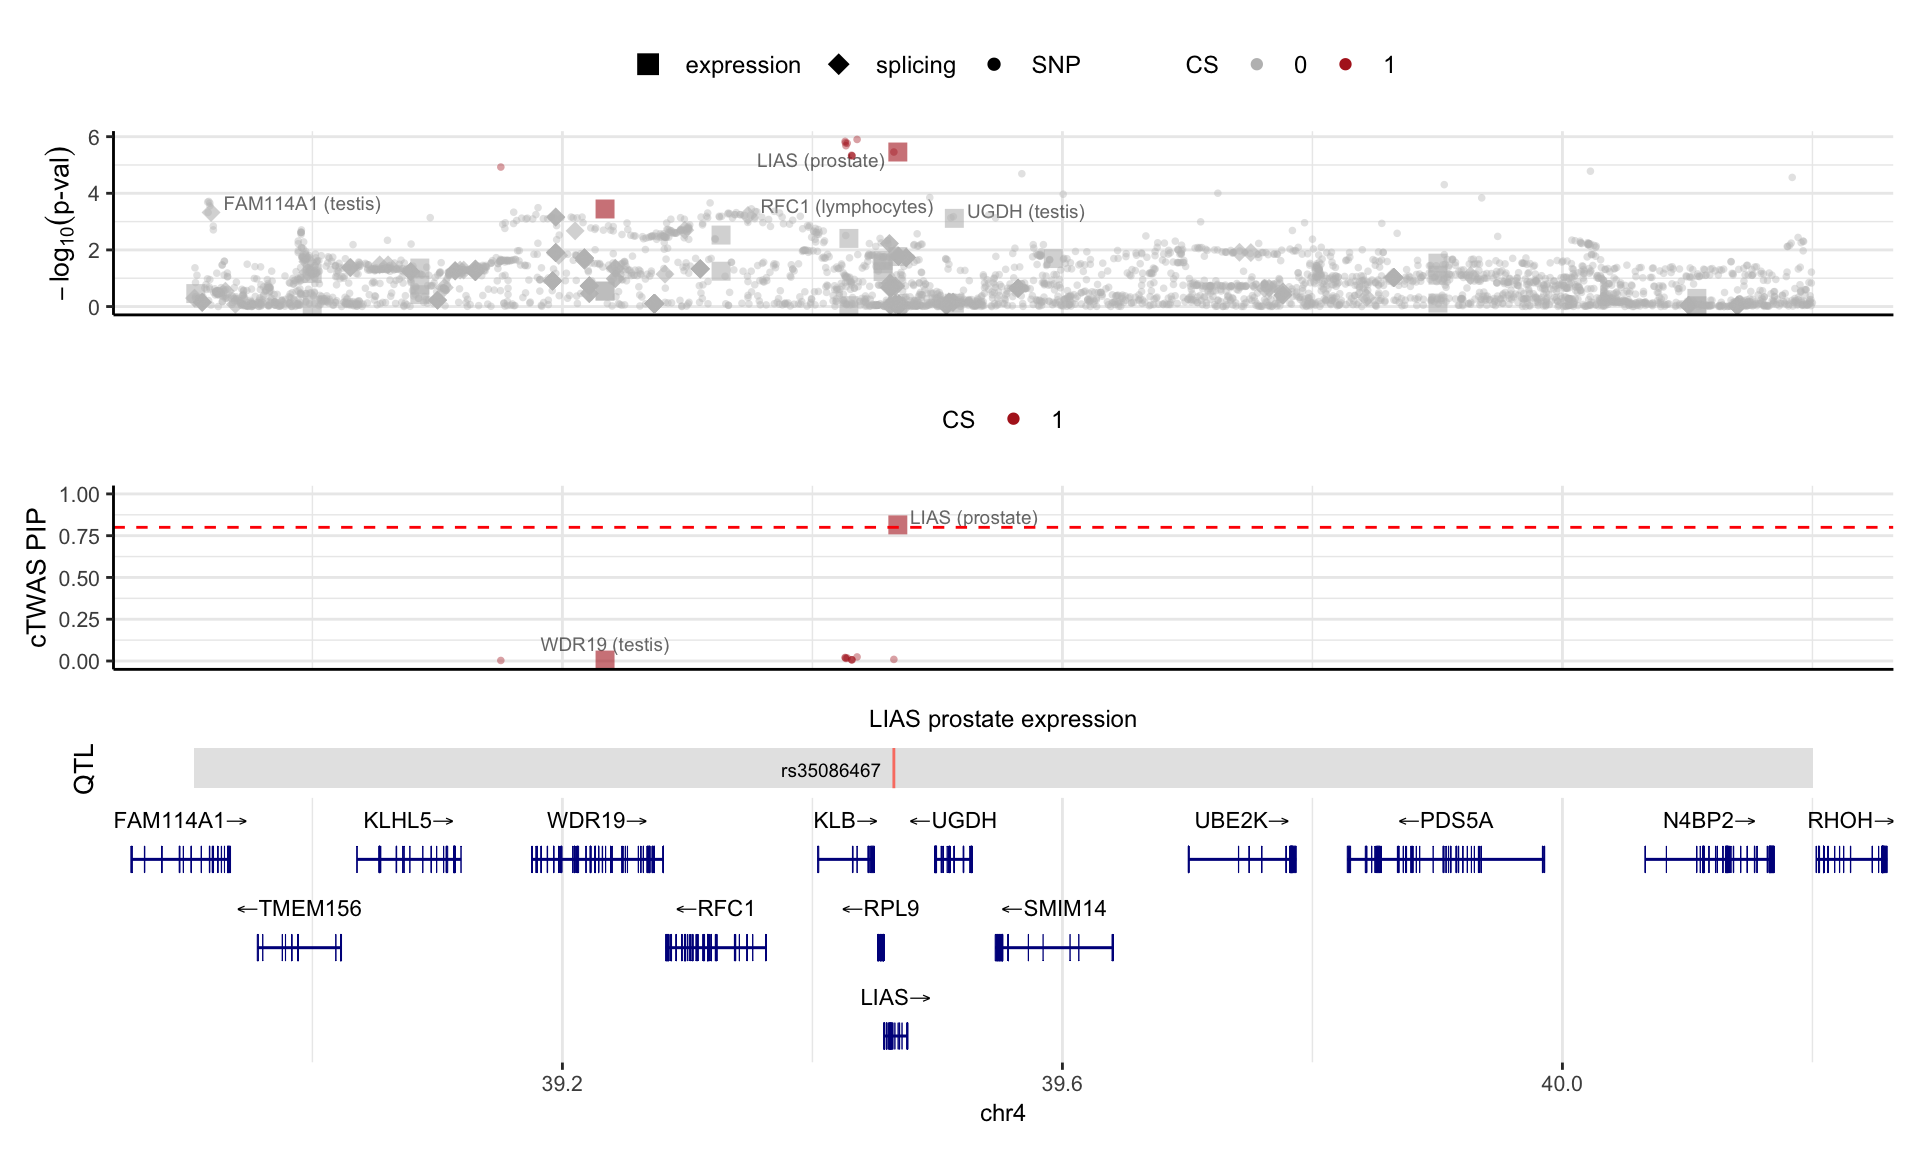 expression splicing SNP CS 0 1
−log10(p-val)
6
4
2
0
LIAS (prostate)
FAM114A1 (testis)
RFC1 (lymphocytes)
UGDH (testis)
CS 1
cTWAS PIP
1.00
0.75
0.50
0.25
0.00
LIAS (prostate)
WDR19 (testis)
LIAS prostate expression
QTL
rs35086467
FAM114A1→ KLHL5→ WDR19→ KLB→ ←UGDH UBE2K→ ←PDS5A N4BP2→ RHOH→
←TMEM156 ←RFC1 ←RPL9 ←SMIM14
LIAS→
39.2 39.6 40.0
chr4